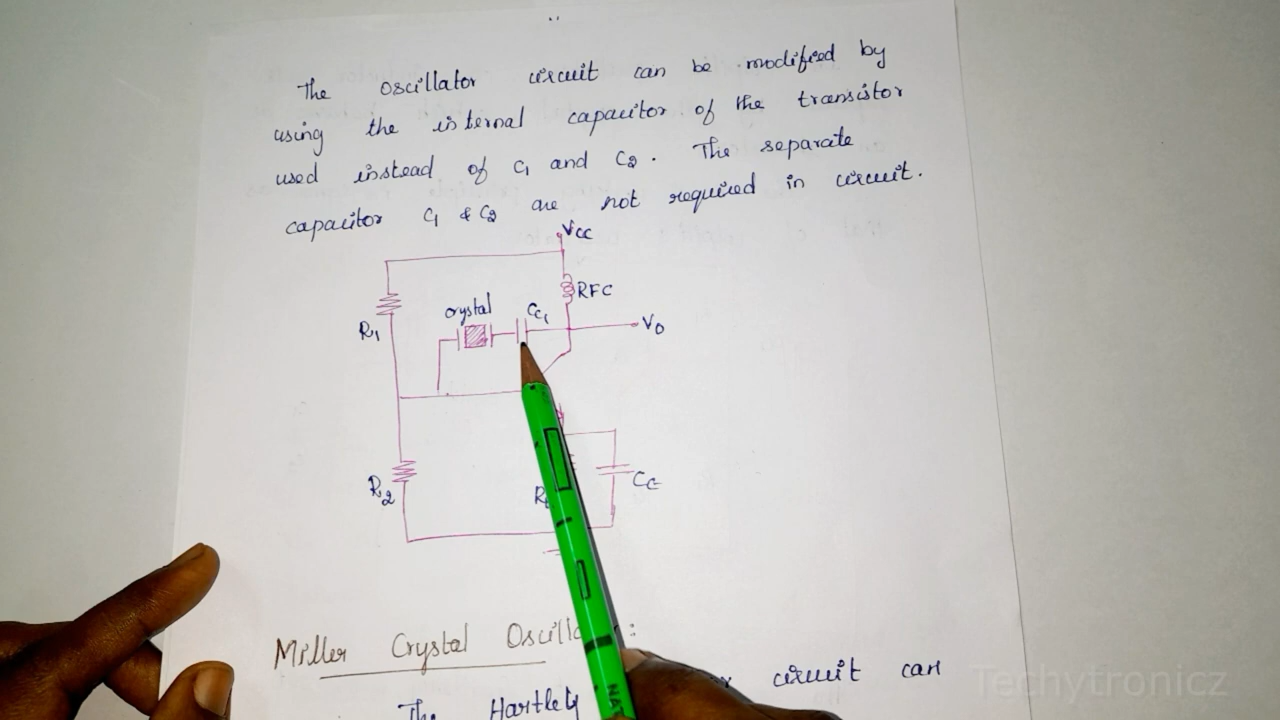 The oscillator circuit can be modified by
using the internal capacitor of the transistor
used instead of C1 and C2. The separate
capacitor C1 & C2 are not required in circuit.
VCC
RFC
crystal
CC1
R1
VO
R2
CE
Miller Crystal Oscill :
The Hartley circuit can
Techytronicz